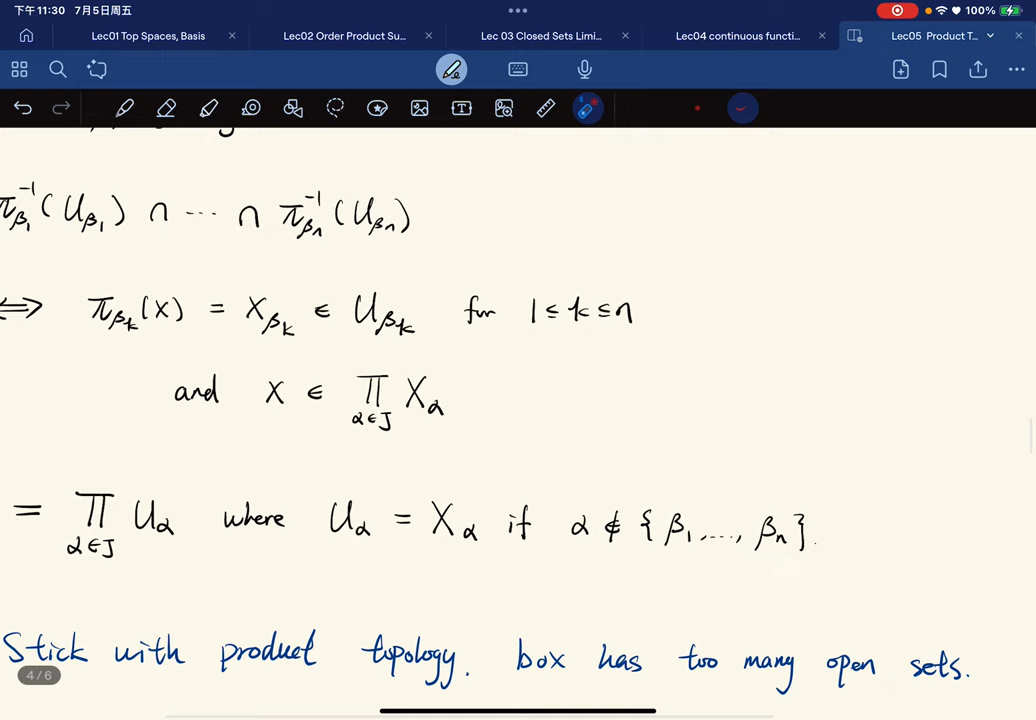 下午11:30 7月5日周五 100%
Lec01 Top Spaces, Basis Lec02 Order Product Su... Lec 03 Closed Sets Limi... Lec04 continuous functi... Lec05 Product T...
π_{β₁}^{-1}(U_{β₁}) ∩ ··· ∩ π_{βₙ}^{-1}(U_{βₙ})
⟺ π_{βₖ}(x) = x_{βₖ} ∈ U_{βₖ} for 1 ≤ k ≤ n
and x ∈ ∏_{α∈J} X_α
= ∏_{α∈J} U_α where U_α = X_α if α ∉ {β₁, ..., βₙ}.
Stick with product topology. box has too many open sets.
4/6